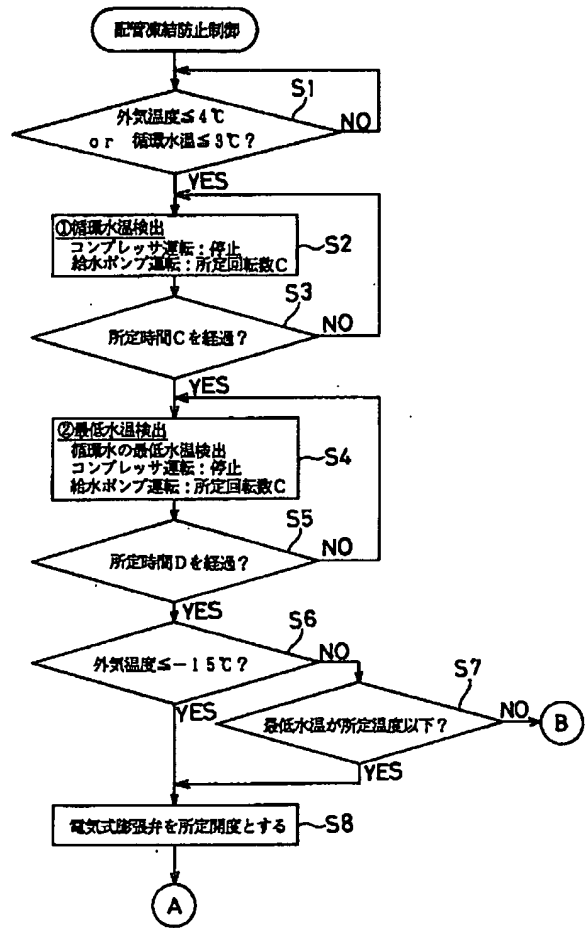 配管凍結防止制御
S1
外気温度≦4℃
or 循環水温≦3℃?
NO
YES
①循環水温検出
コンプレッサ運転:停止
給水ポンプ運転:所定回転数C
S2
S3
所定時間Cを経過?
NO
YES
②最低水温検出
循環水の最低水温検出
コンプレッサ運転:停止
給水ポンプ運転:所定回転数C
S4
S5
所定時間Dを経過?
NO
YES
S6
外気温度≦−15℃?
NO
YES
S7
最低水温が所定温度以下?
NO
B
YES
電気式膨張弁を所定開度とする
S8
A